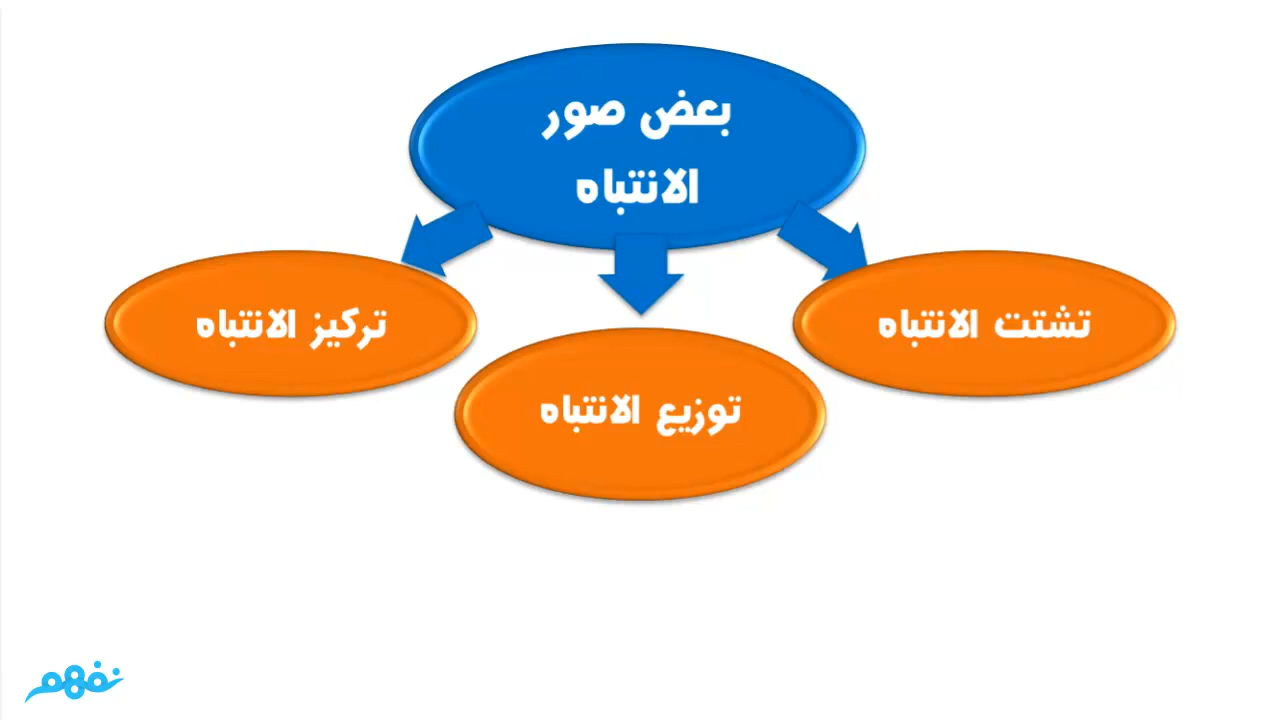 بعض صور
الانتباه
تشتت الانتباه
توزيع الانتباه
تركيز الانتباه
نفهم